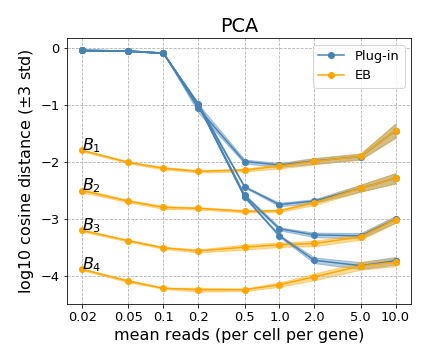 PCA
Plug-in
EB
log10 cosine distance (±3 std)
0
−1
−2
−3
−4
B₁
B₂
B₃
B₄
0.02 0.05 0.1 0.2 0.5 1.0 2.0 5.0 10.0
mean reads (per cell per gene)